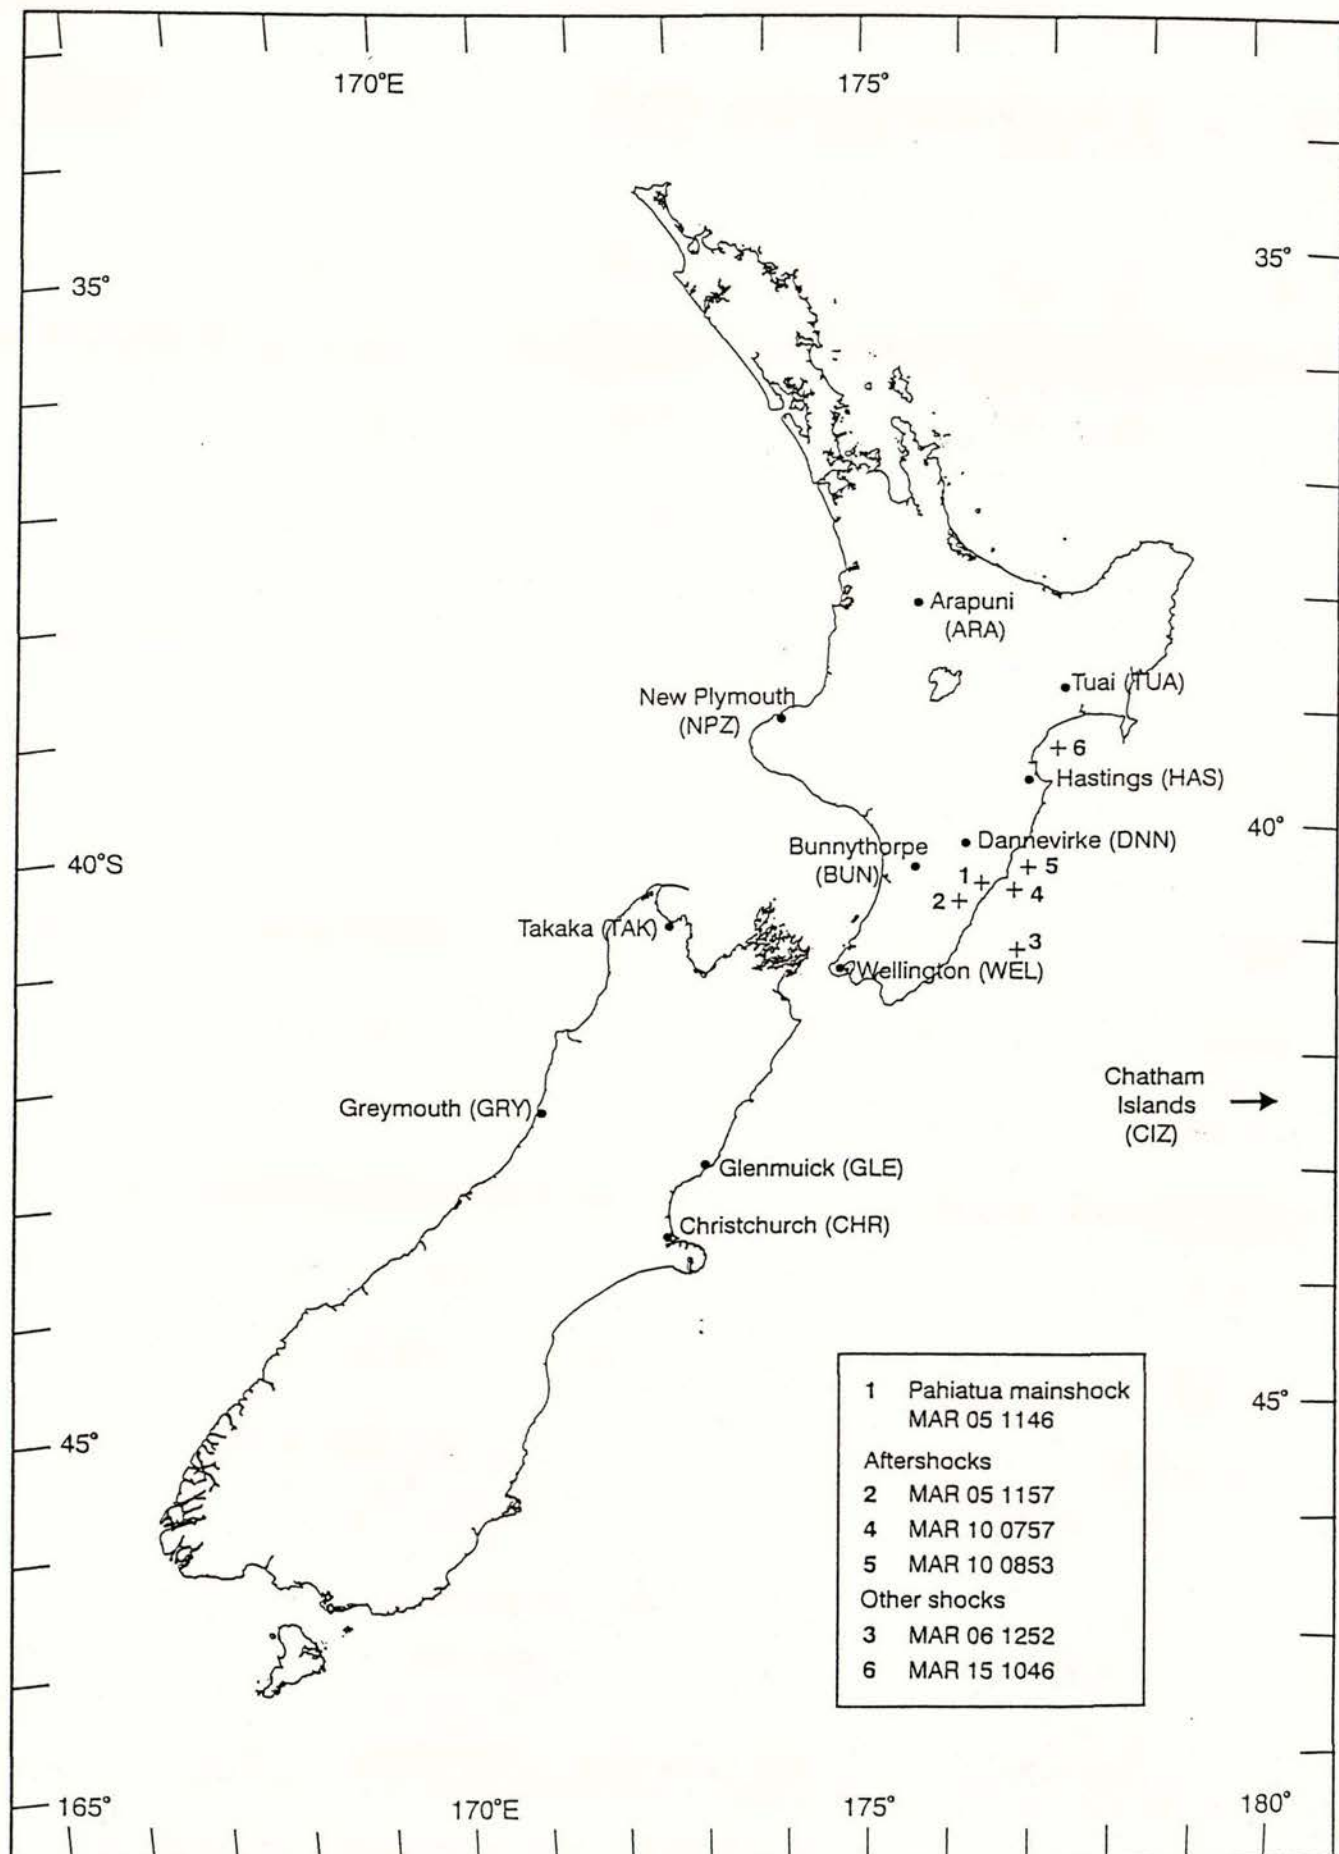 170°E 175°
35° 35°
Arapuni
(ARA)
Tuai (TUA)
New Plymouth
(NPZ)
6
Hastings (HAS)
40°
Dannevirke (DNN)
Bunnythorpe
(BUN)
40°S
1
5
2
4
Takaka (TAK)
3
Wellington (WEL)
Chatham
Islands
(CIZ)
Greymouth (GRY)
Glenmuick (GLE)
Christchurch (CHR)
1 Pahiatua mainshock
MAR 05 1146
Aftershocks
2 MAR 05 1157
4 MAR 10 0757
5 MAR 10 0853
Other shocks
3 MAR 06 1252
6 MAR 15 1046
45°
45°
165° 170°E 175° 180°